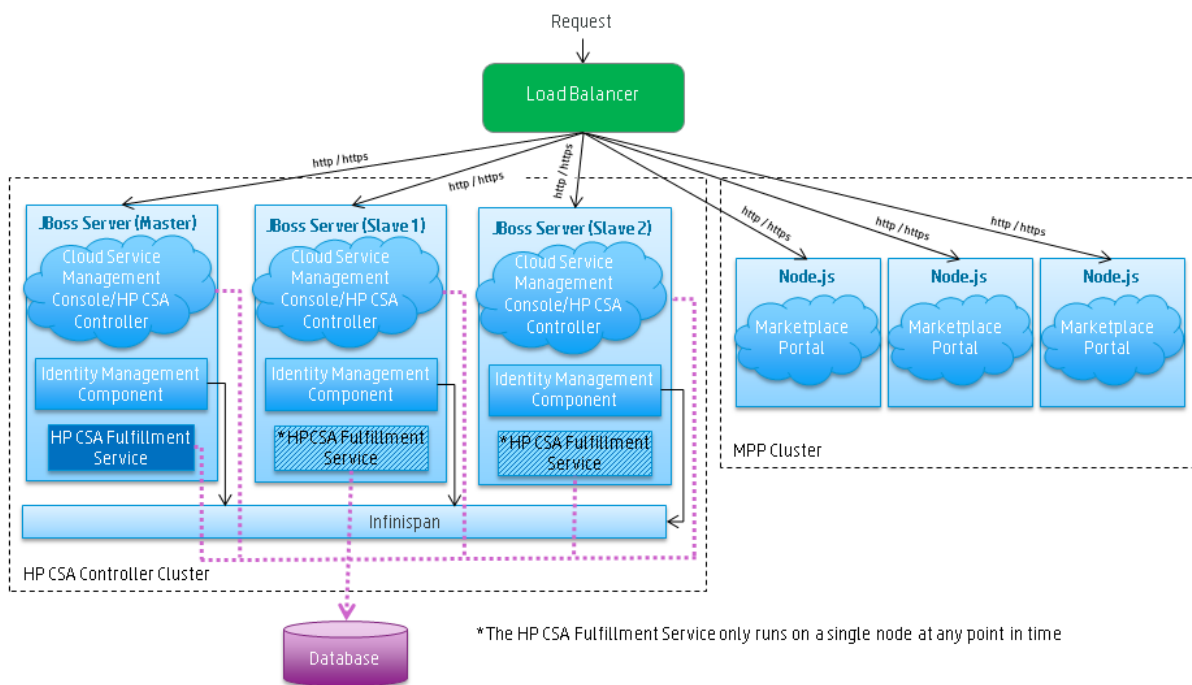 Request
Load Balancer
http / https
http / https
http / https
http / https
http / https
http / https
JBoss Server (Master)
Cloud Service
Management
Console/HP CSA
Controller
Identity Management
Component
HP CSA Fulfillment
Service
JBoss Server (Slave 1)
Cloud Service
Management
Console/HP CSA
Controller
Identity Management
Component
*HPCSA Fulfillment
Service
JBoss Server (Slave 2)
Cloud Service
Management
Console/HP CSA
Controller
Identity Management
Component
*HP CSA Fulfillment
Service
Infinispan
HP CSA Controller Cluster
Node.js
Marketplace
Portal
Node.js
Marketplace
Portal
Node.js
Marketplace
Portal
MPP Cluster
Database
*The HP CSA Fulfillment Service only runs on a single node at any point in time